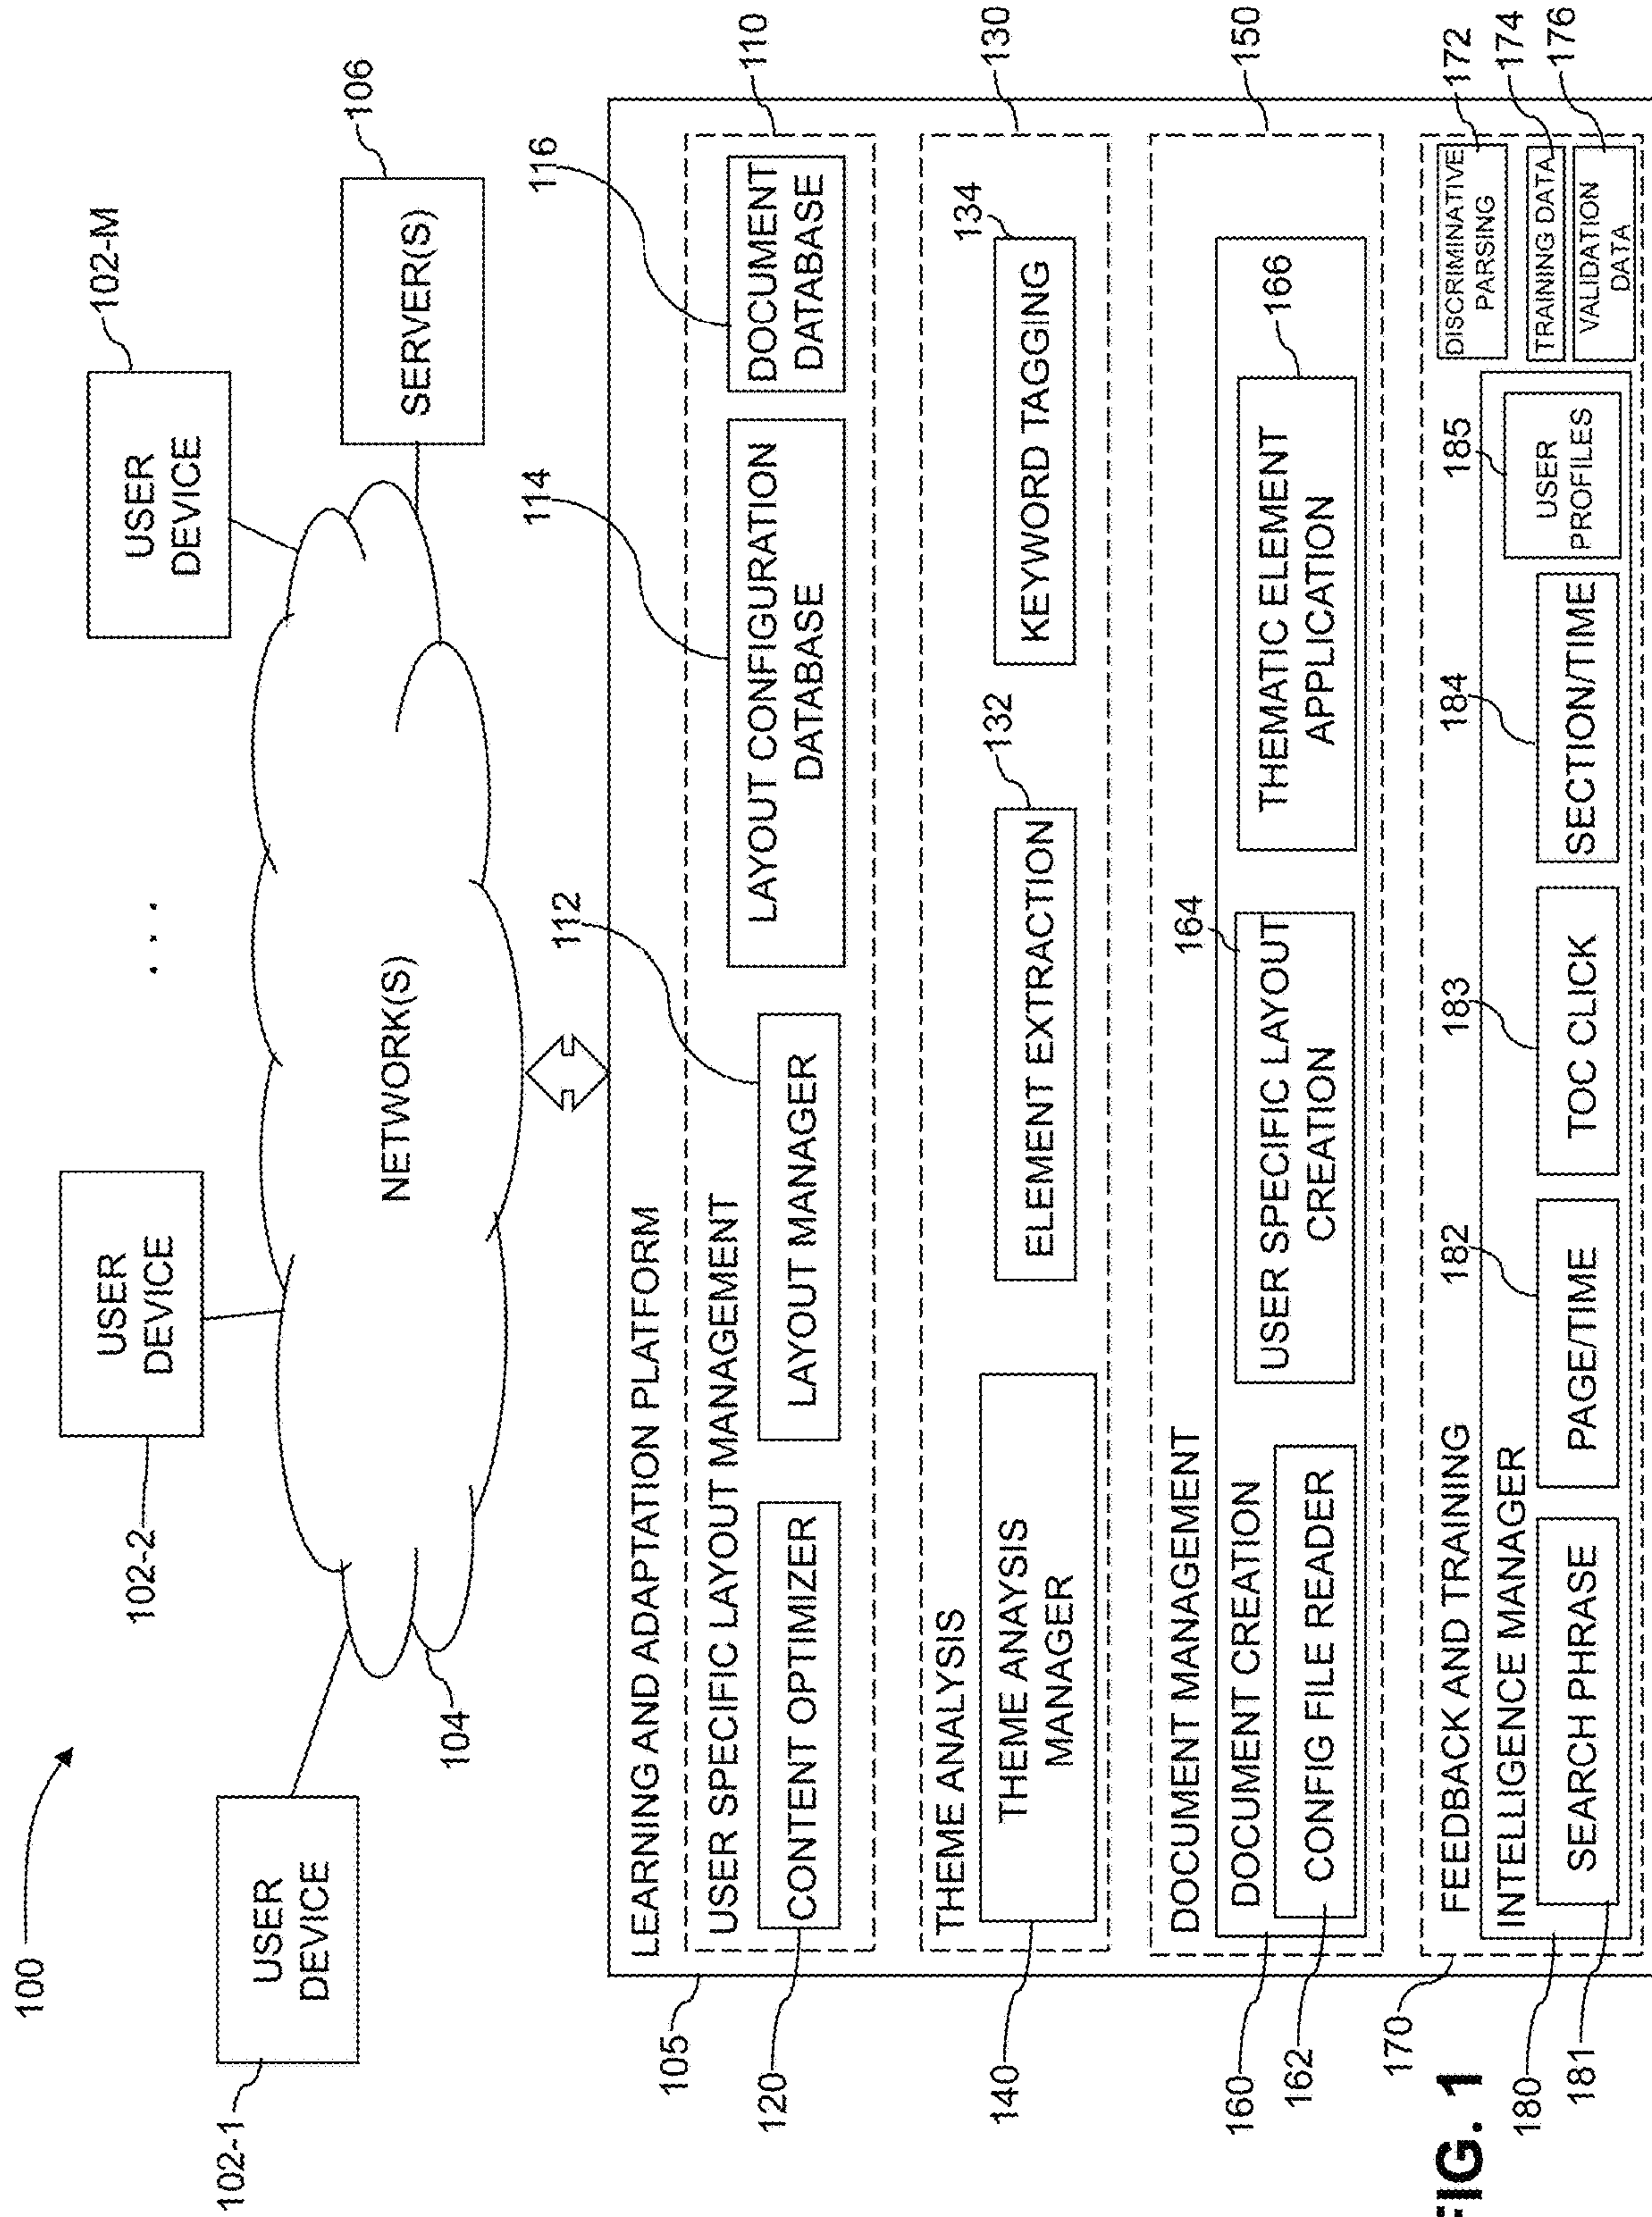 100
102-1
USER
DEVICE
102-2
USER
DEVICE
. . .
102-M
USER
DEVICE
104
NETWORK(S)
106
SERVER(S)
105
LEARNING AND ADAPTATION PLATFORM
110
USER SPECIFIC LAYOUT MANAGEMENT
120
CONTENT OPTIMIZER
112
LAYOUT MANAGER
114
LAYOUT CONFIGURATION
DATABASE
116
DOCUMENT
DATABASE
130
THEME ANALYSIS
140
THEME ANAYSIS
MANAGER
132
ELEMENT EXTRACTION
134
KEYWORD TAGGING
150
DOCUMENT MANAGEMENT
160
DOCUMENT CREATION
162
CONFIG FILE READER
164
USER SPECIFIC LAYOUT
CREATION
166
THEMATIC ELEMENT
APPLICATION
170
FEEDBACK AND TRAINING
180
INTELLIGENCE MANAGER
181
SEARCH PHRASE
182
PAGE/TIME
183
TOC CLICK
184
SECTION/TIME
185
USER
PROFILES
172
DISCRIMINATIVE
PARSING
174
TRAINING DATA
176
VALIDATION
DATA
FIG. 1